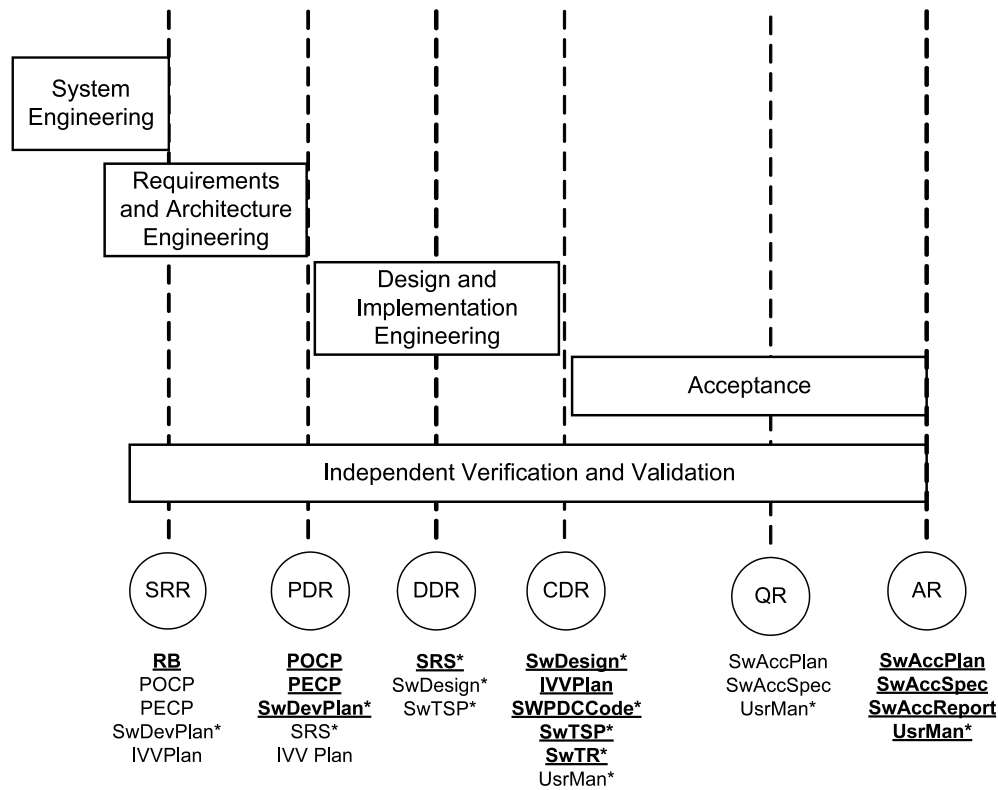 System
Engineering
Requirements
and Architecture
Engineering
Design and
Implementation
Engineering
Acceptance
Independent Verification and Validation
SRR
PDR
DDR
CDR
QR
AR
RB
POCP
PECP
SwDevPlan*
IVVPlan
POCP
PECP
SwDevPlan*
SRS*
IVV Plan
SRS*
SwDesign*
SwTSP*
SwDesign*
IVVPlan
SWPDCCode*
SwTSP*
SwTR*
UsrMan*
SwAccPlan
SwAccSpec
UsrMan*
SwAccPlan
SwAccSpec
SwAccReport
UsrMan*